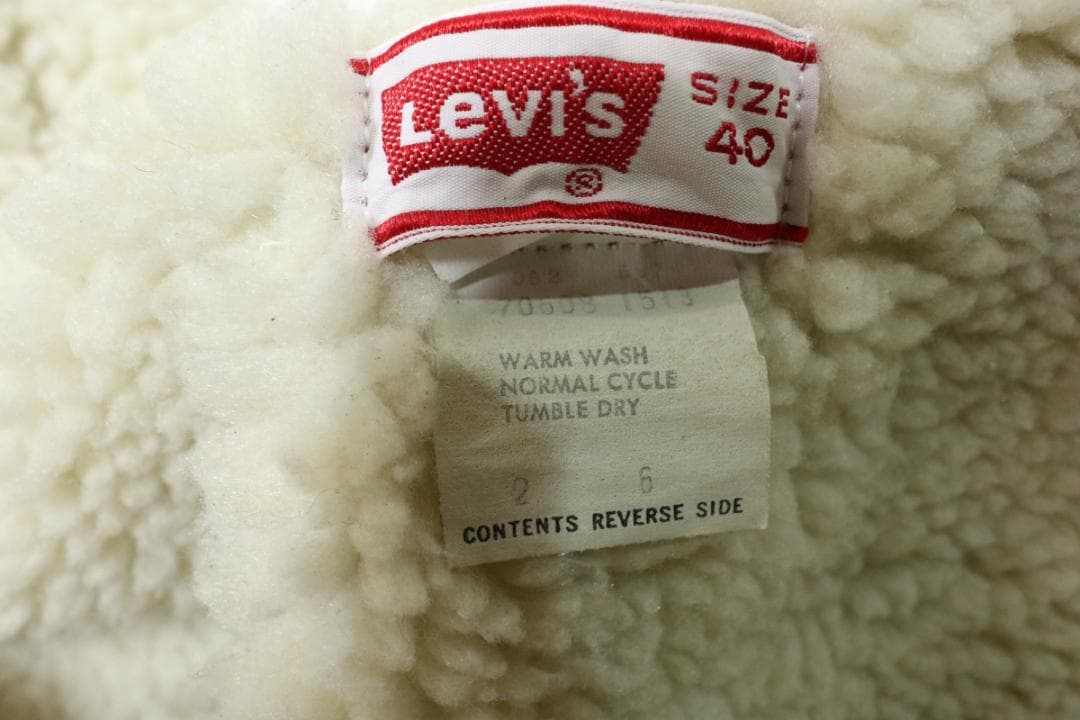 Levi's
SIZE
40
®
WARM WASH
NORMAL CYCLE
TUMBLE DRY
2 6
CONTENTS REVERSE SIDE